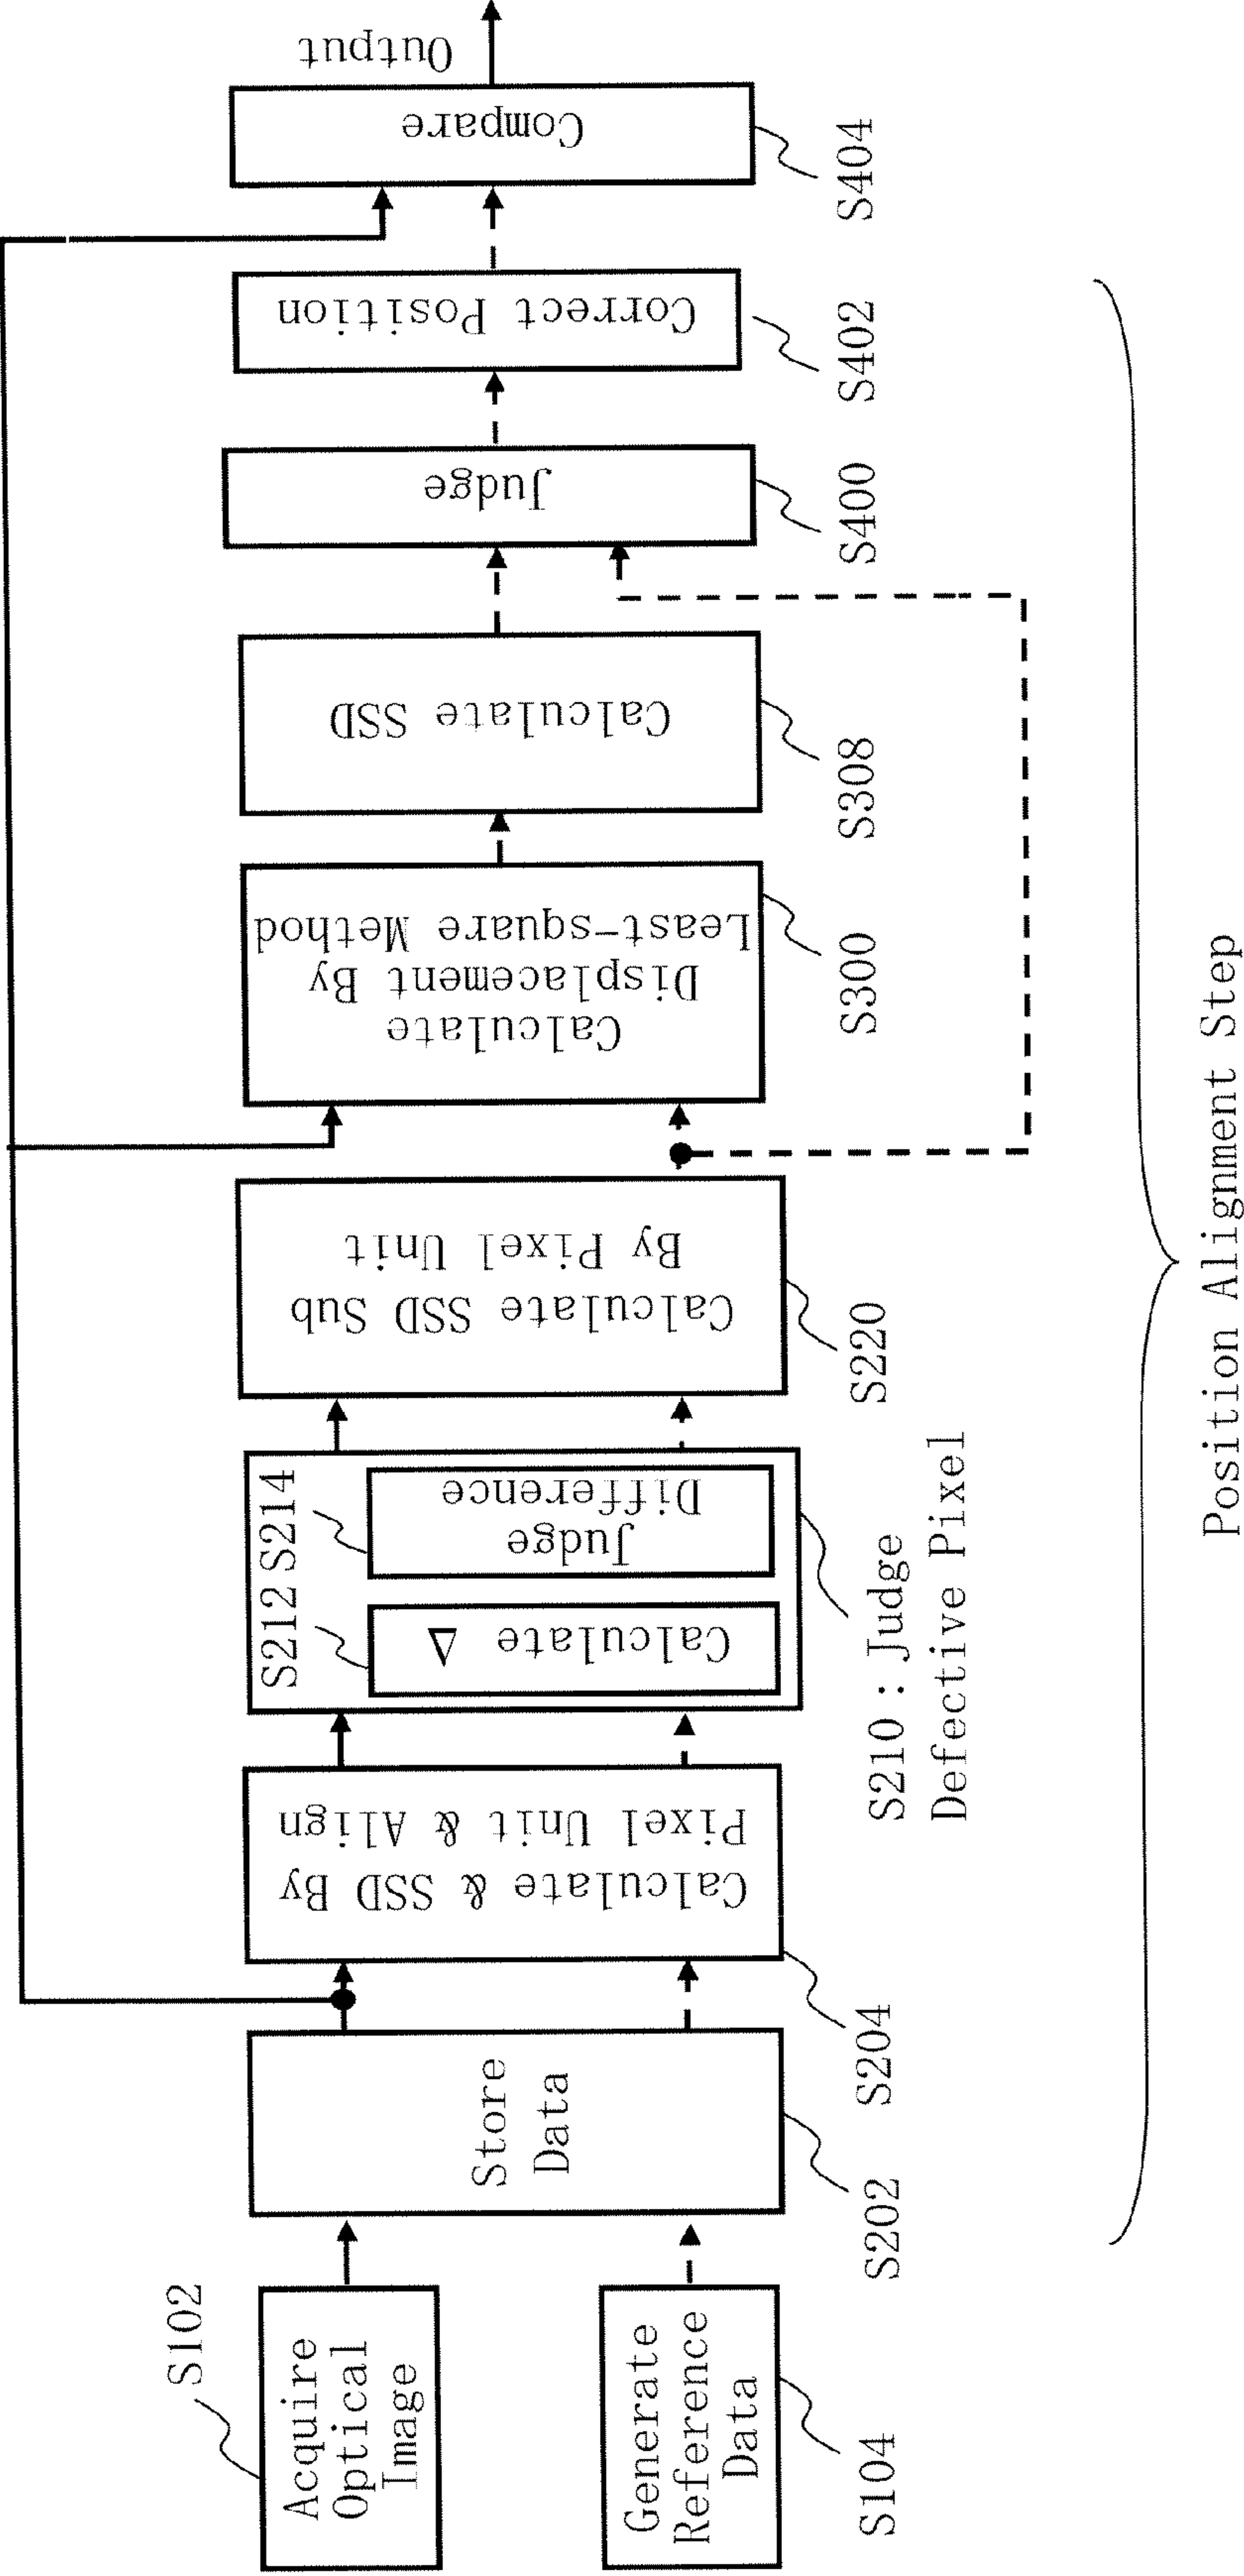 S102
Acquire
Optical
Image
Generate
Reference
Data
S104
Store
Data
S202
Calculate & SSD By
Pixel Unit & Align
S204
S212
S214
Calculate Δ
Judge
Difference
S210 : Judge
Defective Pixel
Calculate SSD Sub
By Pixel Unit
S220
Calculate
Displacement By
Least-square Method
S300
Calculate SSD
S308
Judge
S400
Correct Position
S402
Compare
S404
Output
Position Alignment Step